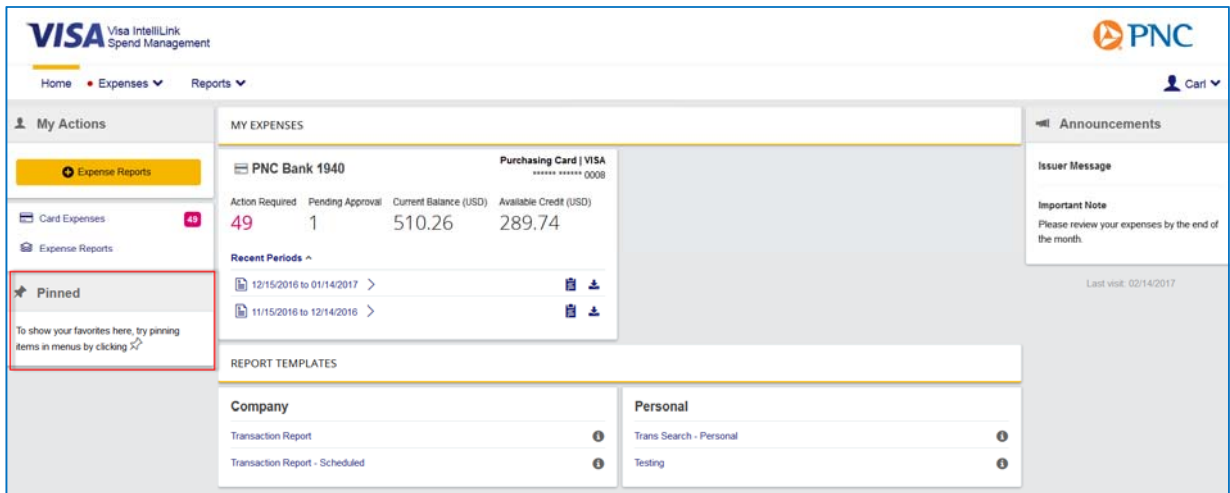 VISA Visa IntelliLink
Spend Management
PNC
Home Expenses Reports
Carl
My Actions
Expense Reports
Card Expenses 49
Expense Reports
Pinned
To show your favorites here, try pinning
items in menus by clicking
MY EXPENSES
PNC Bank 1940
Purchasing Card | VISA
****** ****** 0008
Action Required Pending Approval Current Balance (USD) Available Credit (USD)
49 1 510.26 289.74
Recent Periods
12/15/2016 to 01/14/2017
11/15/2016 to 12/14/2016
REPORT TEMPLATES
Company
Transaction Report
Transaction Report - Scheduled
Personal
Trans Search - Personal
Testing
Announcements
Issuer Message
Important Note
Please review your expenses by the end of
the month.
Last visit: 02/14/2017